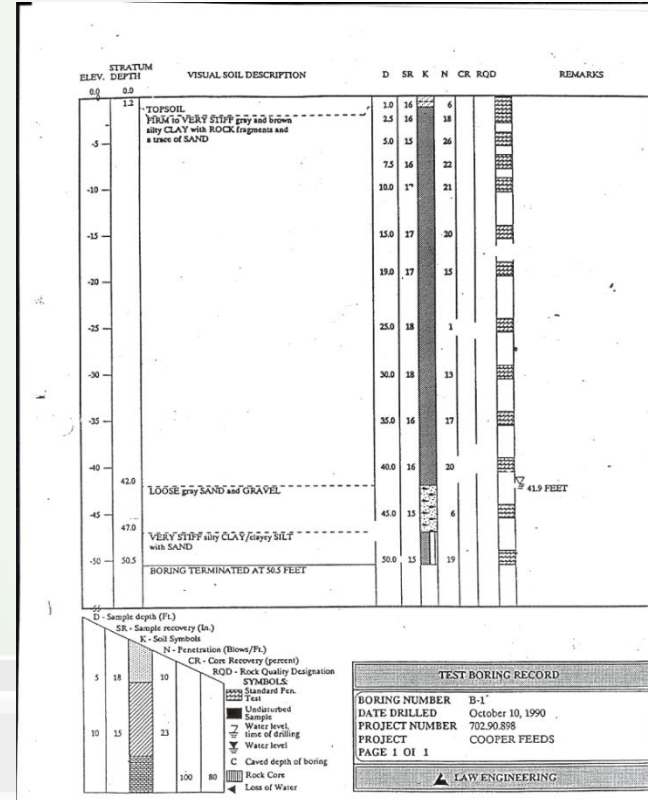 STRATUM
ELEV. DEPTH VISUAL SOIL DESCRIPTION D SR K N CR RQD REMARKS
0.0 0.0
1.2 TOPSOIL 1.0 16 6
FIRM to VERY STIFF gray and brown 2.5 16 18
silty CLAY with ROCK fragments and
a trace of SAND
-5 5.0 15 26
7.5 16 22
-10 10.0 17 21
-15 15.0 17 20
-20 19.0 17 15
-25 25.0 18 1
-30 30.0 18 13
-35 35.0 16 17
-40 40.0 16 20
42.0 41.9 FEET
LOOSE gray SAND and GRAVEL
-45 45.0 15 6
47.0
VERY STIFF silty CLAY/clayey SILT
with SAND
-50 50.5 50.0 15 19
BORING TERMINATED AT 50.5 FEET
55
D - Sample depth (Ft.)
SR - Sample recovery (In.)
K - Soil Symbols
N - Penetration (Blows/Ft.)
CR - Core Recovery (percent)
RQD - Rock Quality Designation
5 18 10
10 15 23
100 80
SYMBOLS:
Standard Pen.
Test
Undisturbed
Sample
Water level,
time of drilling
Water level
C Caved depth of boring
Rock Core
Loss of Water
TEST BORING RECORD
BORING NUMBER B-1
DATE DRILLED October 10, 1990
PROJECT NUMBER 702.90.898
PROJECT COOPER FEEDS
PAGE 1 OF 1
LAW ENGINEERING